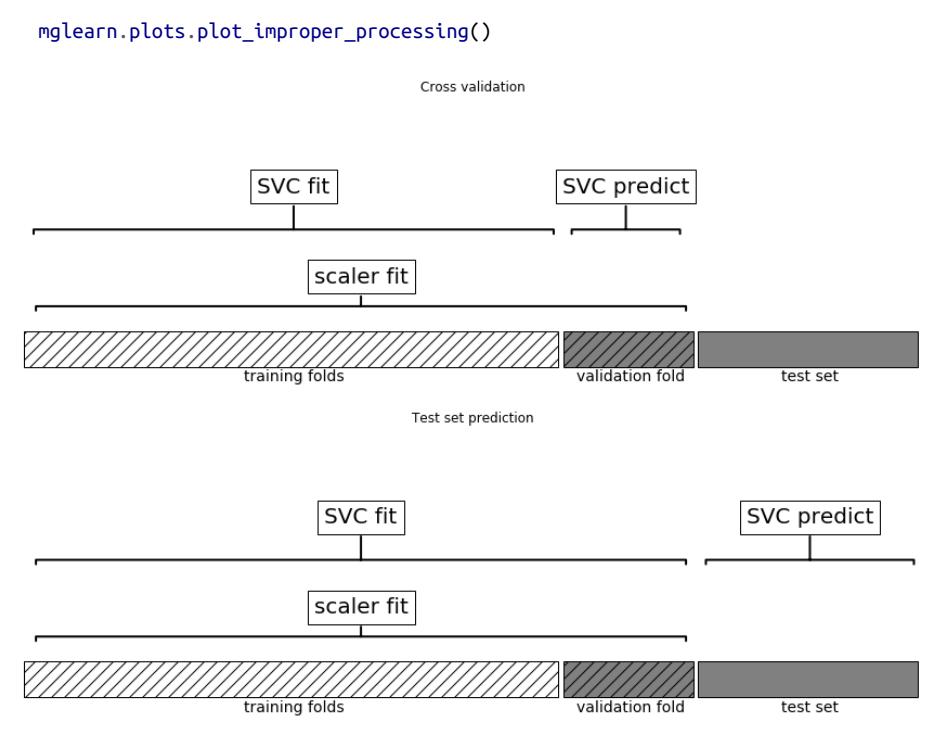 mglearn.plots.plot_improper_processing()
Cross validation
SVC fit SVC predict
scaler fit
training folds validation fold test set
Test set prediction
SVC fit SVC predict
scaler fit
training folds validation fold test set